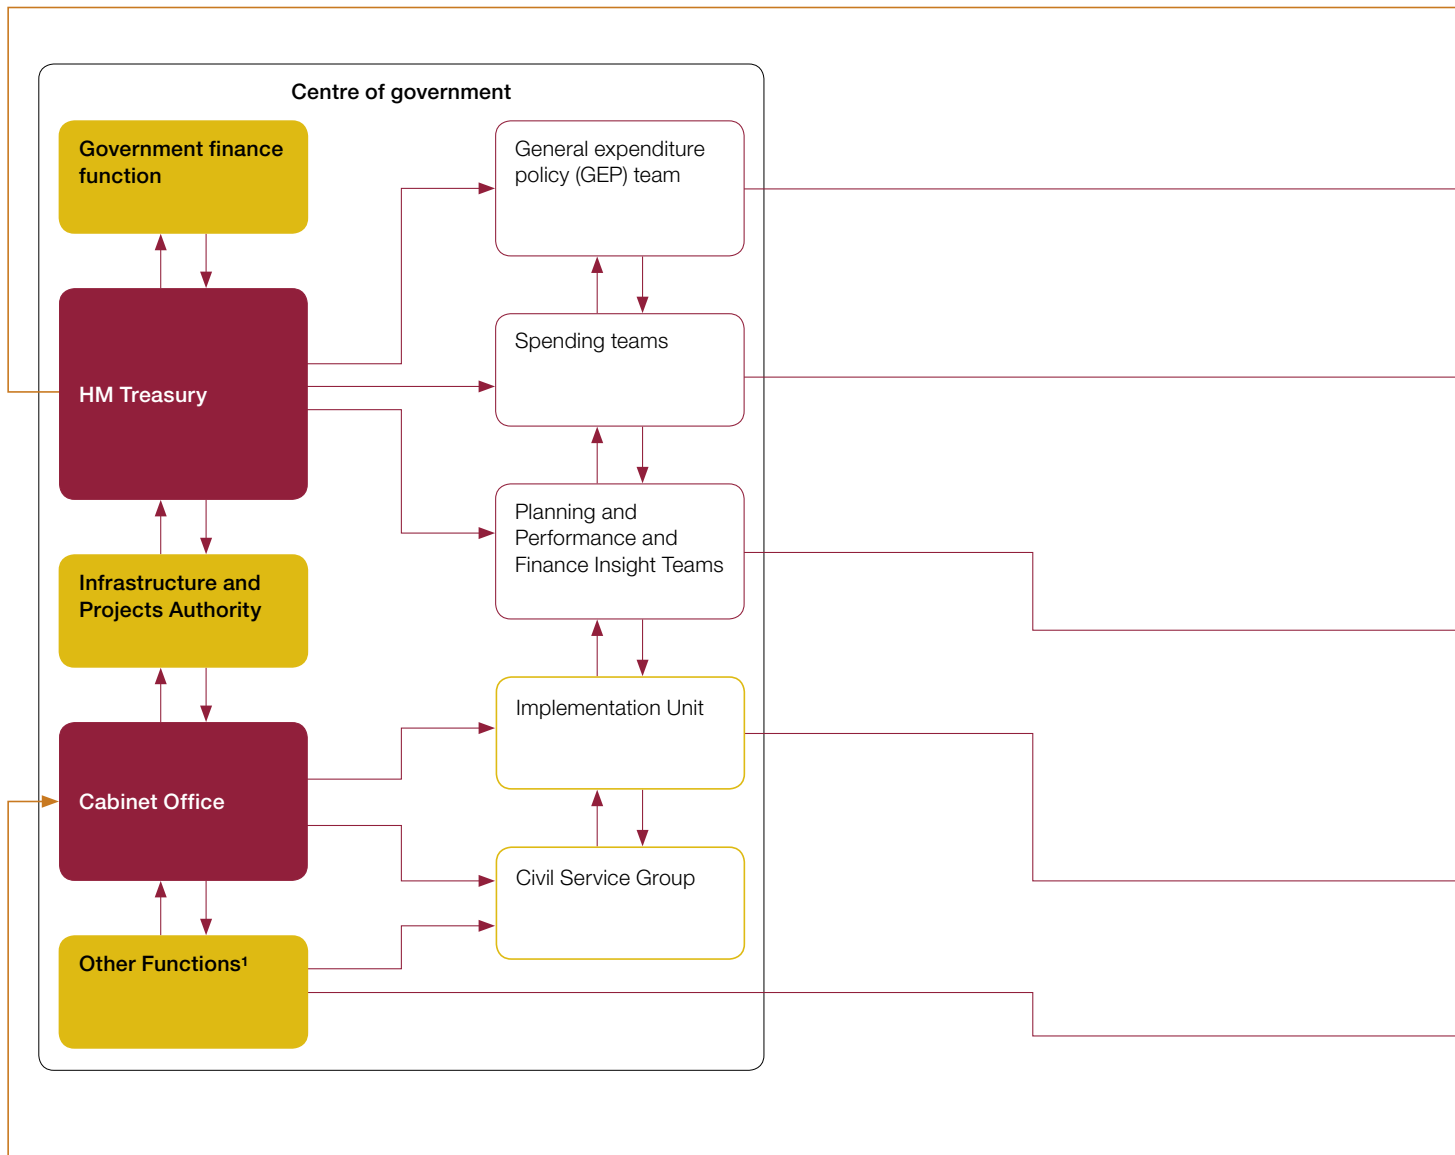 Centre of government
Government finance
function
General expenditure
policy (GEP) team
HM Treasury
Spending teams
Planning and
Performance and
Finance Insight Teams
Infrastructure and
Projects Authority
Implementation Unit
Cabinet Office
Civil Service Group
Other Functions¹